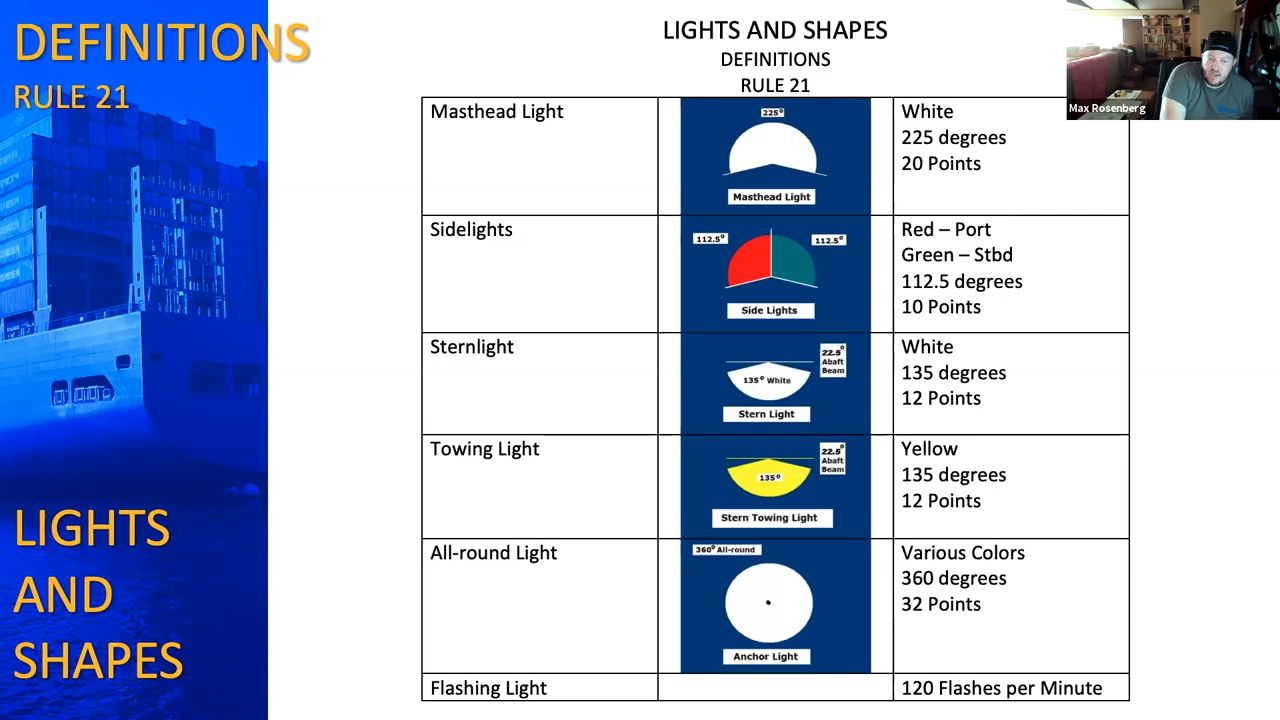 DEFINITIONS
RULE 21
LIGHTS
AND
SHAPES
LIGHTS AND SHAPES
DEFINITIONS
RULE 21
Masthead Light
225°
Masthead Light
White
225 degrees
20 Points
Sidelights
112.5°
112.5°
Side Lights
Red – Port
Green – Stbd
112.5 degrees
10 Points
Sternlight
22.5°
Abaft
Beam
135° White
Stern Light
White
135 degrees
12 Points
Towing Light
22.5°
Abaft
Beam
135°
Stern Towing Light
Yellow
135 degrees
12 Points
All-round Light
360° All-round
Anchor Light
Various Colors
360 degrees
32 Points
Flashing Light
120 Flashes per Minute
Max Rosenberg